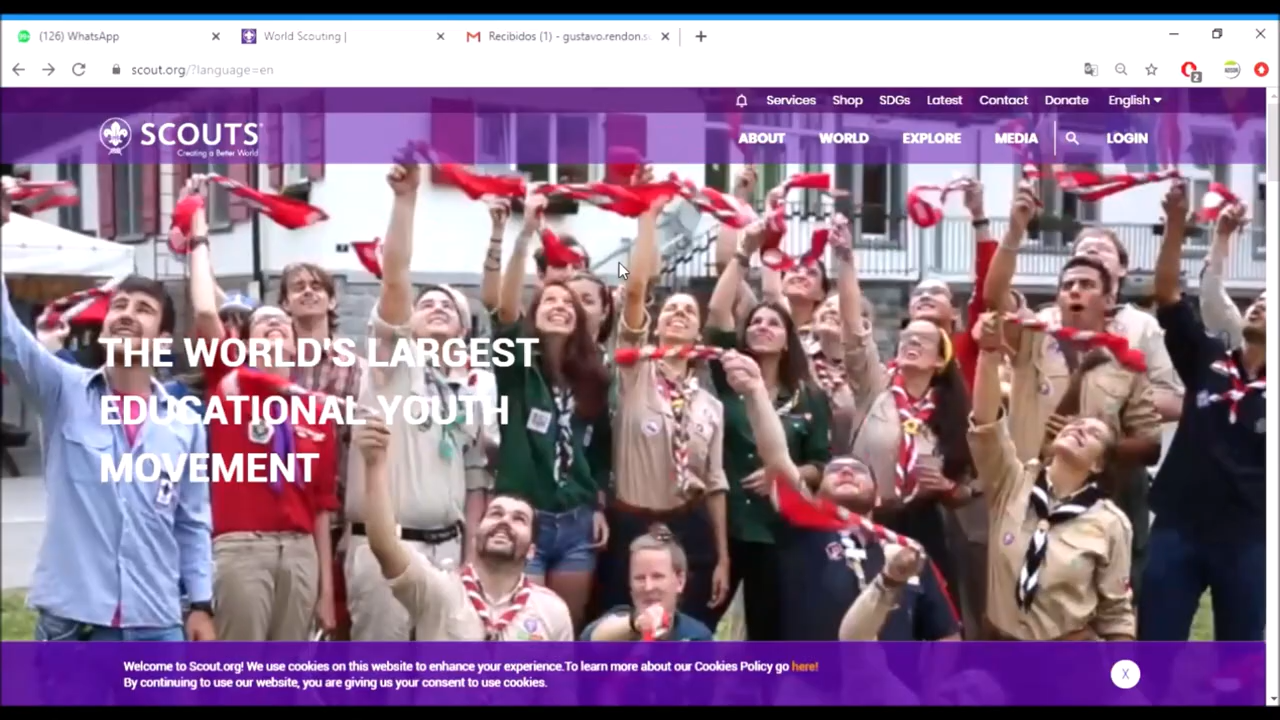 (126) WhatsApp
World Scouting |
Recibidos (1) - gustavo.rendon.s
scout.org/?language=en
2
Services Shop SDGs Latest Contact Donate English
SCOUTS
Creating a Better World
ABOUT WORLD EXPLORE MEDIA LOGIN
THE WORLD'S LARGEST
EDUCATIONAL YOUTH
MOVEMENT
Welcome to Scout.org! We use cookies on this website to enhance your experience.To learn more about our Cookies Policy go here!
By continuing to use our website, you are giving us your consent to use cookies.
X